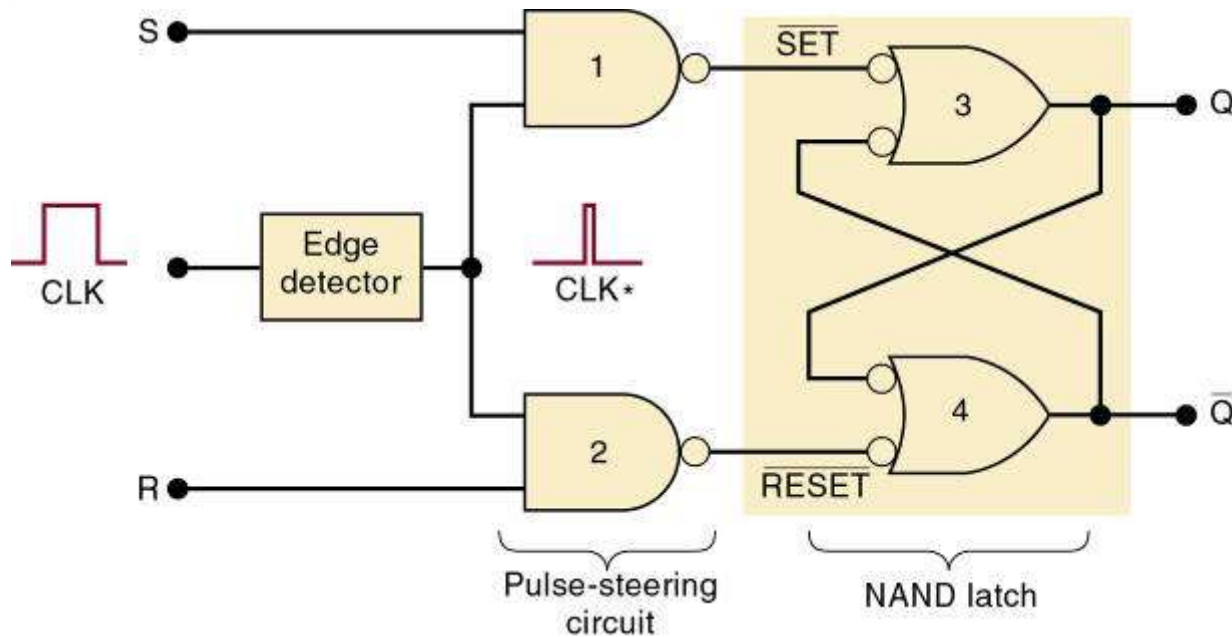 S
1
SET
3
Q
CLK
Edge
detector
CLK*
R
2
RESET
4
Q
Pulse-steering
circuit
NAND latch